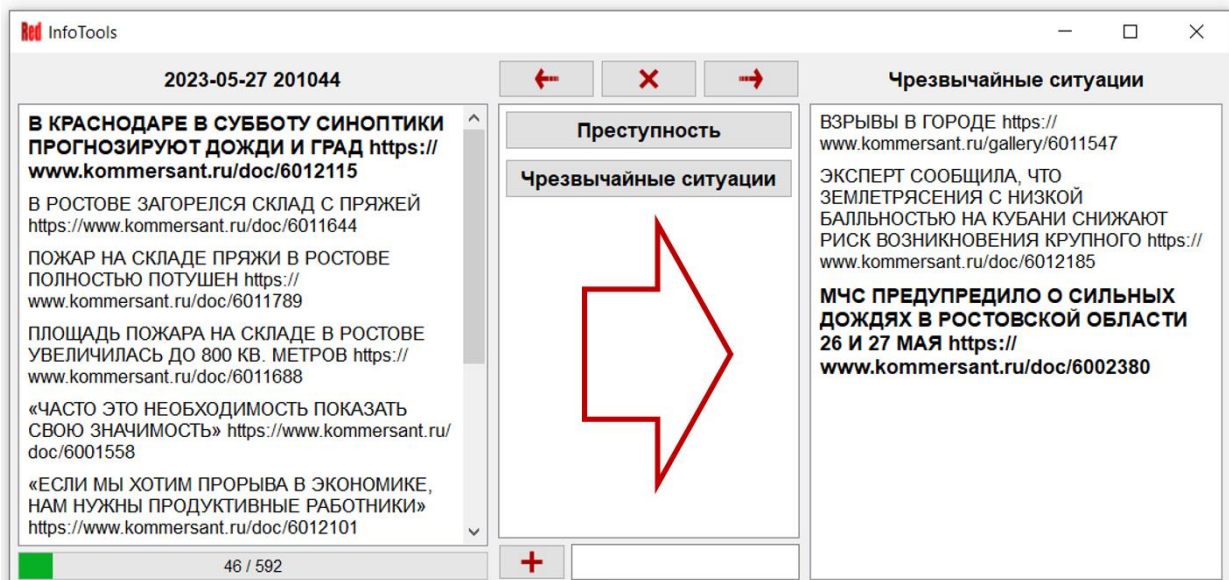 Red InfoTools
2023-05-27 201044
В КРАСНОДАРЕ В СУББОТУ СИНОПТИКИ
ПРОГНОЗИРУЮТ ДОЖДИ И ГРАД https://
www.kommersant.ru/doc/6012115
В РОСТОВЕ ЗАГОРЕЛСЯ СКЛАД С ПРЯЖЕЙ
https://www.kommersant.ru/doc/6011644
ПОЖАР НА СКЛАДЕ ПРЯЖИ В РОСТОВЕ
ПОЛНОСТЬЮ ПОТУШЕН https://
www.kommersant.ru/doc/6011789
ПЛОЩАДЬ ПОЖАРА НА СКЛАДЕ В РОСТОВЕ
УВЕЛИЧИЛАСЬ ДО 800 КВ. МЕТРОВ https://
www.kommersant.ru/doc/6011688
«ЧАСТО ЭТО НЕОБХОДИМОСТЬ ПОКАЗАТЬ
СВОЮ ЗНАЧИМОСТЬ» https://www.kommersant.ru/
doc/6001558
«ЕСЛИ МЫ ХОТИМ ПРОРЫВА В ЭКОНОМИКЕ,
НАМ НУЖНЫ ПРОДУКТИВНЫЕ РАБОТНИКИ»
https://www.kommersant.ru/doc/6012101
46 / 592
Преступность
Чрезвычайные ситуации
Чрезвычайные ситуации
ВЗРЫВЫ В ГОРОДЕ https://
www.kommersant.ru/gallery/6011547
ЭКСПЕРТ СООБЩИЛА, ЧТО
ЗЕМЛЕТРЯСЕНИЯ С НИЗКОЙ
БАЛЛЬНОСТЬЮ НА КУБАНИ СНИЖАЮТ
РИСК ВОЗНИКНОВЕНИЯ КРУПНОГО https://
www.kommersant.ru/doc/6012185
МЧС ПРЕДУПРЕДИЛО О СИЛЬНЫХ
ДОЖДЯХ В РОСТОВСКОЙ ОБЛАСТИ
26 И 27 МАЯ https://
www.kommersant.ru/doc/6002380